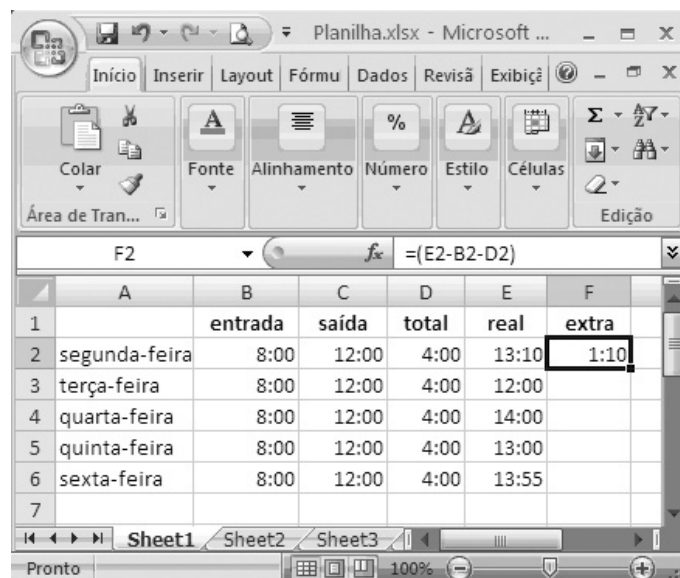 Planilha.xlsx - Microsoft ...
Início Inserir Layout Fórmu Dados Revisã Exibiçã
Colar Fonte Alinhamento Número Estilo Células
Área de Tran... Edição
F2 fx =(E2-B2-D2)
A B C D E F
1 entrada saída total real extra
2 segunda-feira 8:00 12:00 4:00 13:10 1:10
3 terça-feira 8:00 12:00 4:00 12:00
4 quarta-feira 8:00 12:00 4:00 14:00
5 quinta-feira 8:00 12:00 4:00 13:00
6 sexta-feira 8:00 12:00 4:00 13:55
7
Sheet1 Sheet2 Sheet3
Pronto 100%